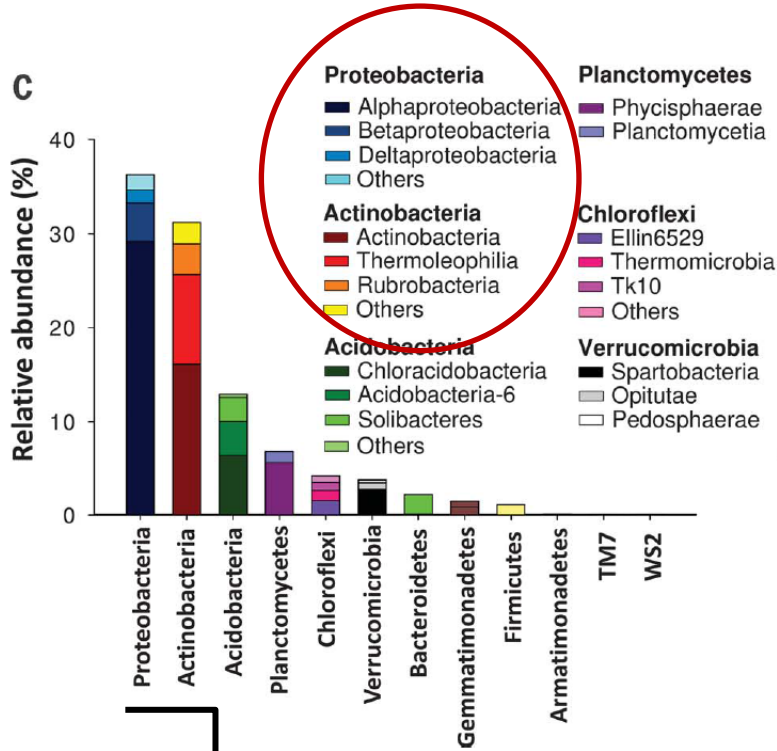 C
Proteobacteria
Alphaproteobacteria
Betaproteobacteria
Deltaproteobacteria
Others
Actinobacteria
Actinobacteria
Thermoleophilia
Rubrobacteria
Others
Acidobacteria
Chloracidobacteria
Acidobacteria-6
Solibacteres
Others
Planctomycetes
Phycisphaerae
Planctomycetia
Chloroflexi
Ellin6529
Thermomicrobia
Tk10
Others
Verrucomicrobia
Spartobacteria
Opitutae
Pedosphaerae
Relative abundance (%)
40
30
20
10
0
Proteobacteria
Actinobacteria
Acidobacteria
Planctomycetes
Chloroflexi
Verrucomicrobia
Bacteroidetes
Gemmatimonadetes
Firmicutes
Armatimonadetes
TM7
WS2